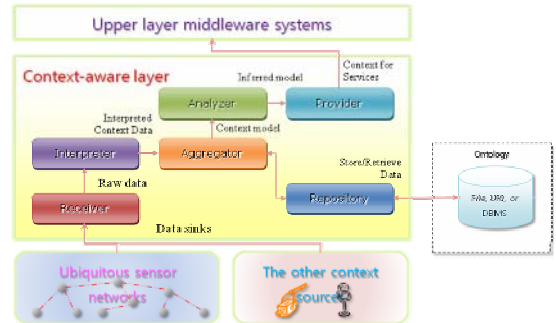 Upper layer middleware systems
Context-aware layer
Inferred model
Context for
Services
Analyzer
Provider
Interpreted
Context Data
Context model
Interpreter
Aggregator
Store/Retrieve
Data
Ontology
Raw data
Repository
File, URI, or
DBMS
Receiver
Data sinks
Ubiquitous sensor
networks
The other context
source